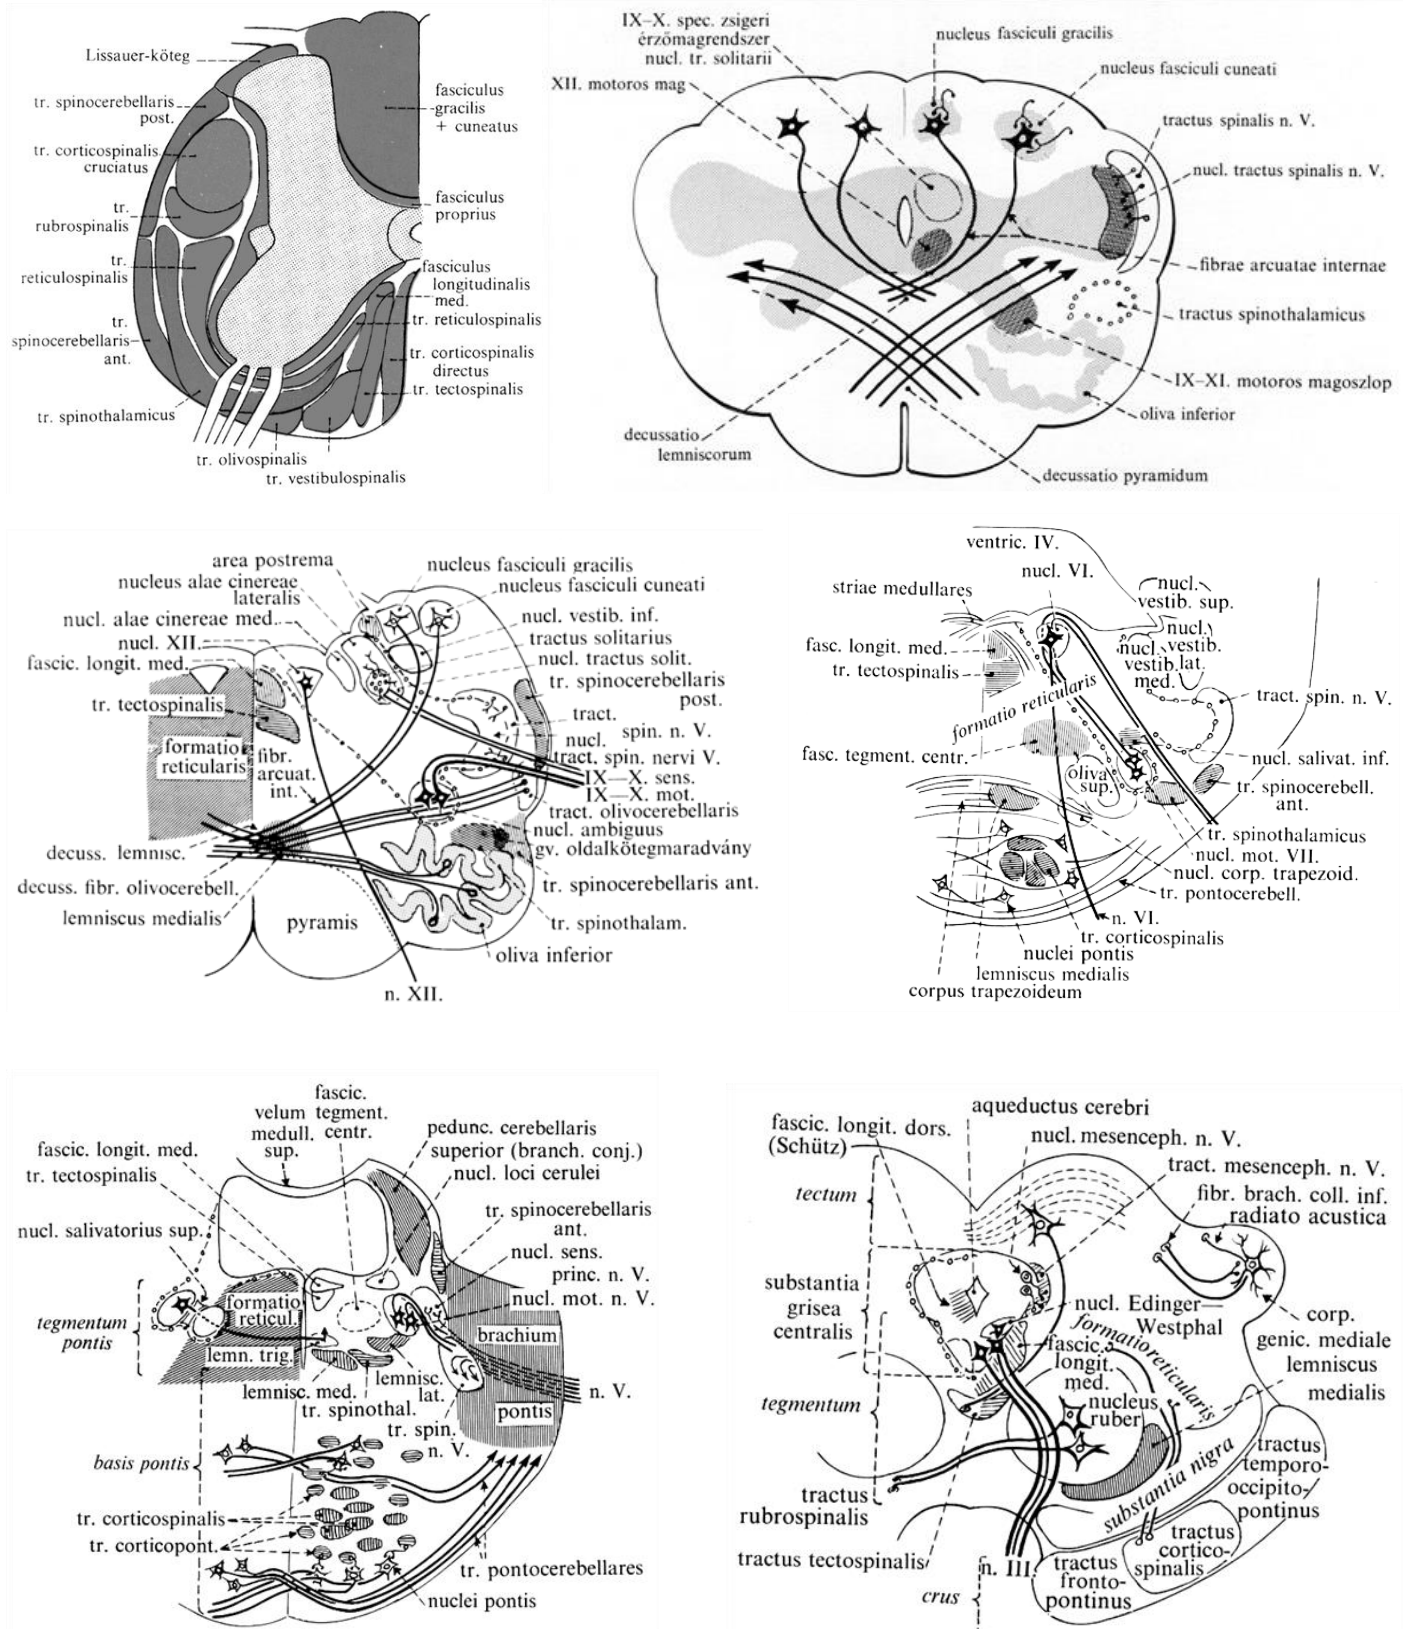 Lissauer-köteg
tr. spinocerebellaris
post.
tr. corticospinalis
cruciatus
tr.
rubrospinalis
tr.
reticulospinalis
tr.
spinocerebellaris
ant.
tr. spinothalamicus
tr. olivospinalis
tr. vestibulospinalis
fasciculus
gracilis
+ cuneatus
fasciculus
proprius
fasciculus
longitudinalis
med.
tr. reticulospinalis
tr. corticospinalis
directus
tr. tectospinalis
IX–X. spec. zsigeri
érzőmagrendszer
nucl. tr. solitarii
XII. motoros mag
nucleus fasciculi gracilis
nucleus fasciculi cuneati
tractus spinalis n. V.
nucl. tractus spinalis n. V.
fibrae arcuatae internae
tractus spinothalamicus
IX–XI. motoros magoszlop
oliva inferior
decussatio
lemniscorum
decussatio pyramidum
area postrema
nucleus alae cinereae
lateralis
nucl. alae cinereae med.
nucl. XII.
fascic. longit. med.
tr. tectospinalis
formatio
reticularis
fibr.
arcuat.
int.
decuss. lemnisc.
decuss. fibr. olivocerebell.
lemniscus medialis
pyramis
n. XII.
nucleus fasciculi gracilis
nucleus fasciculi cuneati
nucl. vestib. inf.
tractus solitarius
nucl. tractus solit.
tr. spinocerebellaris
post.
tract.
spin. n. V.
nucl.
tract. spin. nervi V.
IX—X. sens.
IX—X. mot.
tract. olivocerebellaris
nucl. ambiguus
gv. oldalkötegmaradvány
tr. spinocerebellaris ant.
tr. spinothalam.
oliva inferior
ventric. IV.
nucl. VI.
striae medullares
fasc. longit. med.
tr. tectospinalis
formatio reticularis
fasc. tegment. centr.
oliva
sup.
nucl.
vestib. sup.
nucl.
vestib.
lat.
nucl.
vestib.
med.
tract. spin. n. V.
nucl. salivat. inf.
tr. spinocerebell.
ant.
tr. spinothalamicus
nucl. mot. VII.
nucl. corp. trapezoid.
tr. pontocerebell.
n. VI.
tr. corticospinalis
nuclei pontis
lemniscus medialis
corpus trapezoideum
fascic.
velum tegment.
medull. centr.
sup.
fascic. longit. med.
tr. tectospinalis
nucl. salivatorius sup.
tegmentum
pontis
formatio
reticul.
lemn. trig.
lemnisc. med.
tr. spinothal.
lemnisc.
lat.
tr. spin.
n. V.
pedunc. cerebellaris
superior (branch. conj.)
nucl. loci cerulei
tr. spinocerebellaris
ant.
nucl. sens.
princ. n. V.
nucl. mot. n. V.
brachium
pontis
n. V.
basis pontis
tr. corticospinalis
tr. corticopont.
tr. pontocerebellares
nuclei pontis
fascic. longit. dors.
(Schütz)
aqueductus cerebri
nucl. mesenceph. n. V.
tract. mesenceph. n. V.
fibr. brach. coll. inf.
radiato acustica
tectum
substantia
grisea
centralis
tegmentum
nucl. Edinger—
Westphal
fascic.
longit.
med.
formatio reticularis
nucleus
ruber
corp.
genic. mediale
lemniscus
medialis
substantia nigra
tractus
temporo-
occipito-
pontinus
tractus
cortico-
spinalis
tractus
fronto-
pontinus
tractus
rubrospinalis
tractus tectospinalis
n. III.
crus